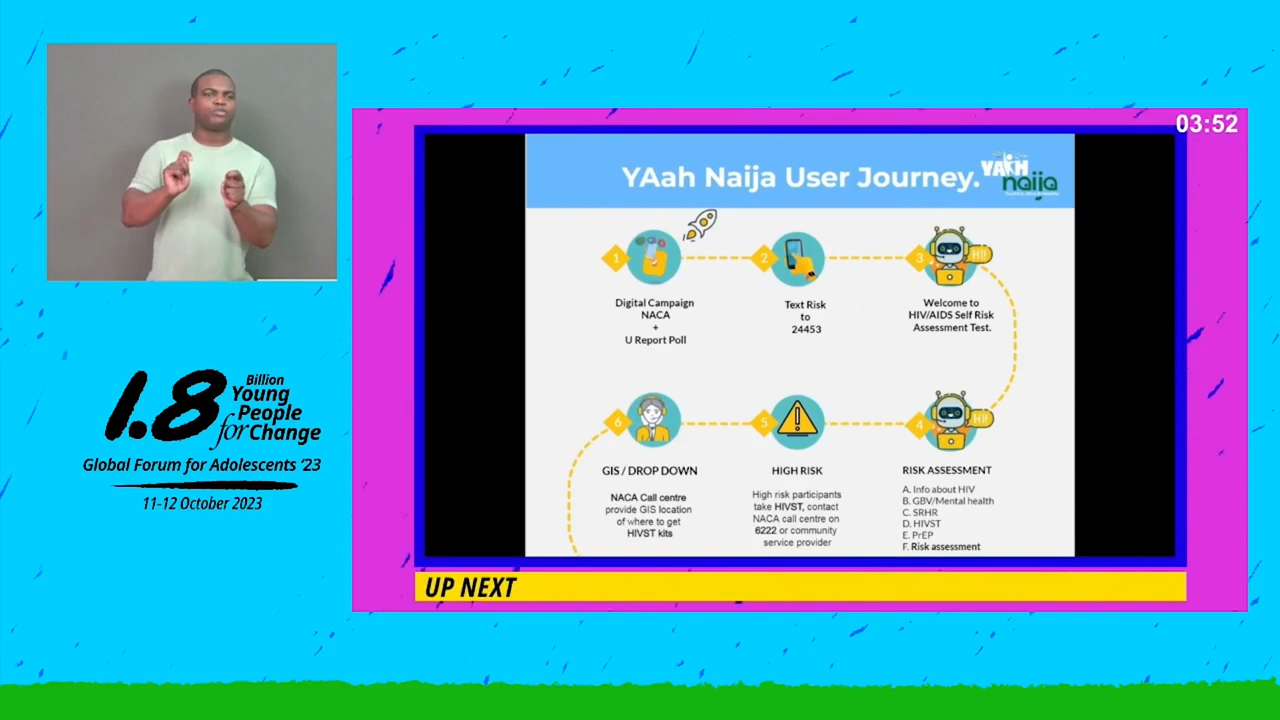 03:52
YAah Naija User Journey.
YAAH
naija
1
2
3
HI!
Digital Campaign
NACA
+
U Report Poll
Text Risk
to
24453
Welcome to
HIV/AIDS Self Risk
Assessment Test.
6
5
4
HI!
GIS / DROP DOWN
NACA Call centre
provide GIS location
of where to get
HIVST kits
HIGH RISK
High risk participants
take HIVST, contact
NACA call centre on
6222 or community
service provider
RISK ASSESSMENT
A. Info about HIV
B. GBV/Mental health
C. SRHR
D. HIVST
E. PrEP
F. Risk assessment
1.8 Billion
Young
People
for Change
Global Forum for Adolescents '23
11-12 October 2023
UP NEXT